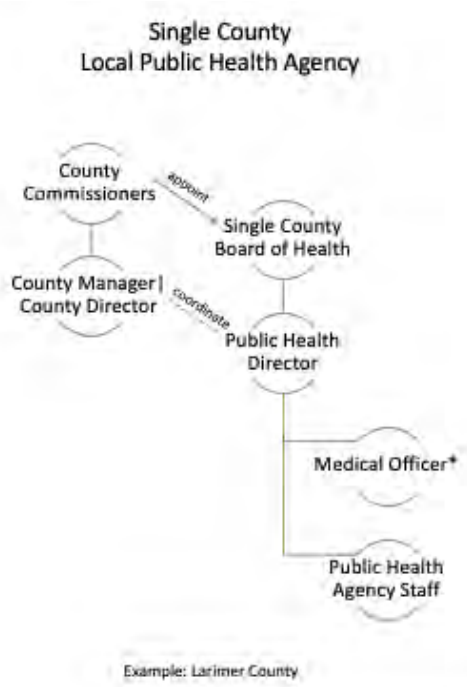 Single County
Local Public Health Agency
County
Commissioners
appoint
Single County
Board of Health
County Manager|
County Director
coordinate
Public Health
Director
Medical Officer*
Public Health
Agency Staff
Example: Larimer County